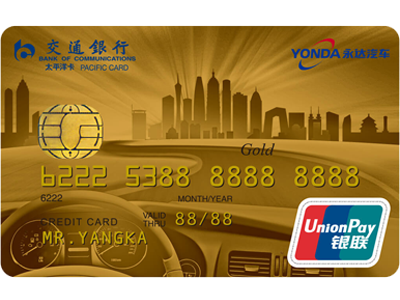 交通銀行
BANK OF COMMUNICATIONS
太平洋卡 PACIFIC CARD
YONDA 永达汽车
Gold
6222 5388 8888 8888
6222
MONTH/YEAR
CREDIT CARD
VALID THRU 88/88
MR.YANGKA
UnionPay
银联